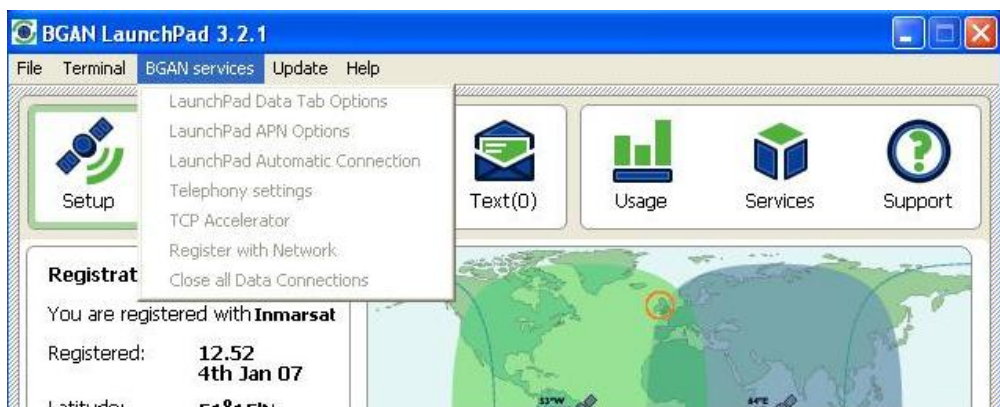 BGAN LaunchPad 3.2.1
File Terminal BGAN services Update Help
LaunchPad Data Tab Options
LaunchPad APN Options
LaunchPad Automatic Connection
Telephony settings
TCP Accelerator
Register with Network
Close all Data Connections
Setup
Text(0)
Usage
Services
Support
Registrat
You are registered with Inmarsat
Registered: 12.52
4th Jan 07
53°W
64°E